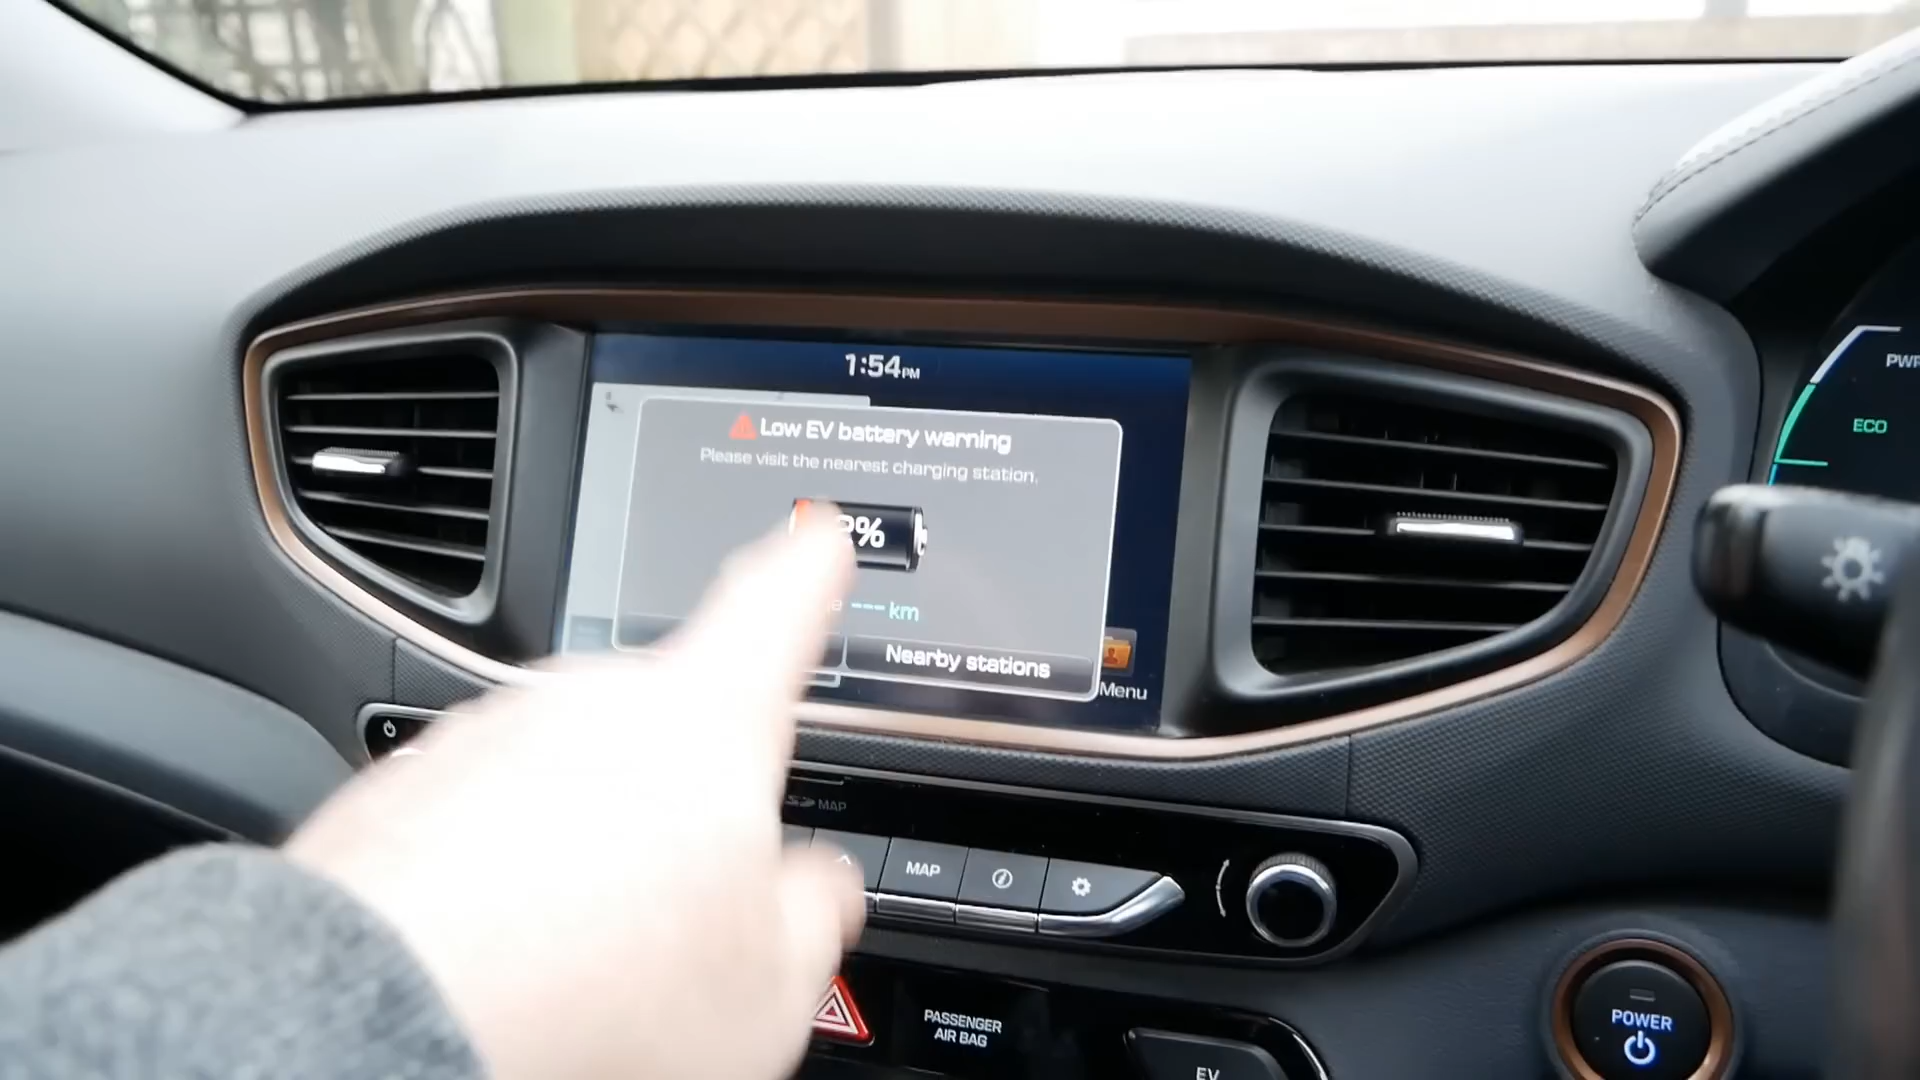 1:54PM
Low EV battery warning
Please visit the nearest charging station.
%
--- km
Nearby stations
Menu
PWR
ECO
MAP
MAP
PASSENGER
AIR BAG
POWER
EV